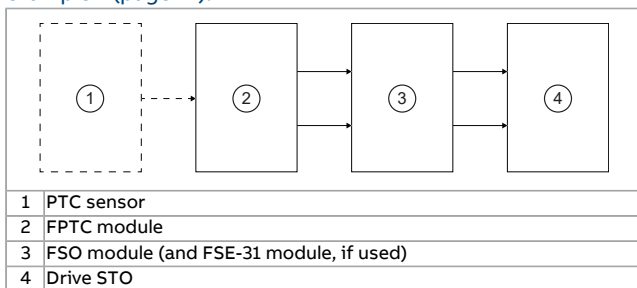 1
2
3
4
1 PTC sensor
2 FPTC module
3 FSO module (and FSE-31 module, if used)
4 Drive STO